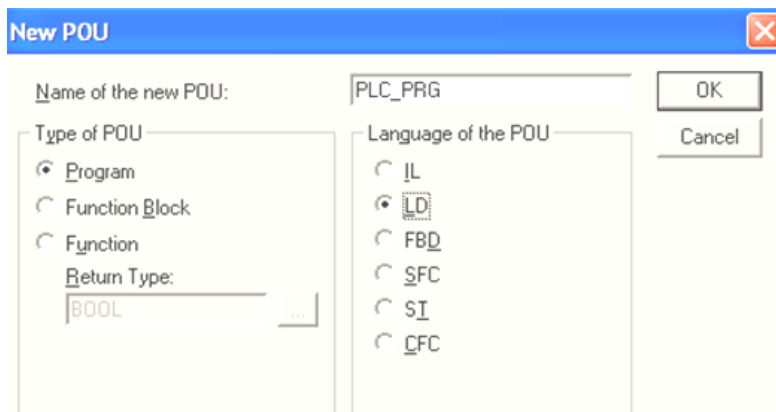 New POU
Name of the new POU:
PLC_PRG
OK
Cancel
Type of POU
Program
Function Block
Function
Return Type:
BOOL
...
Language of the POU
IL
LD
FBD
SFC
ST
CFC